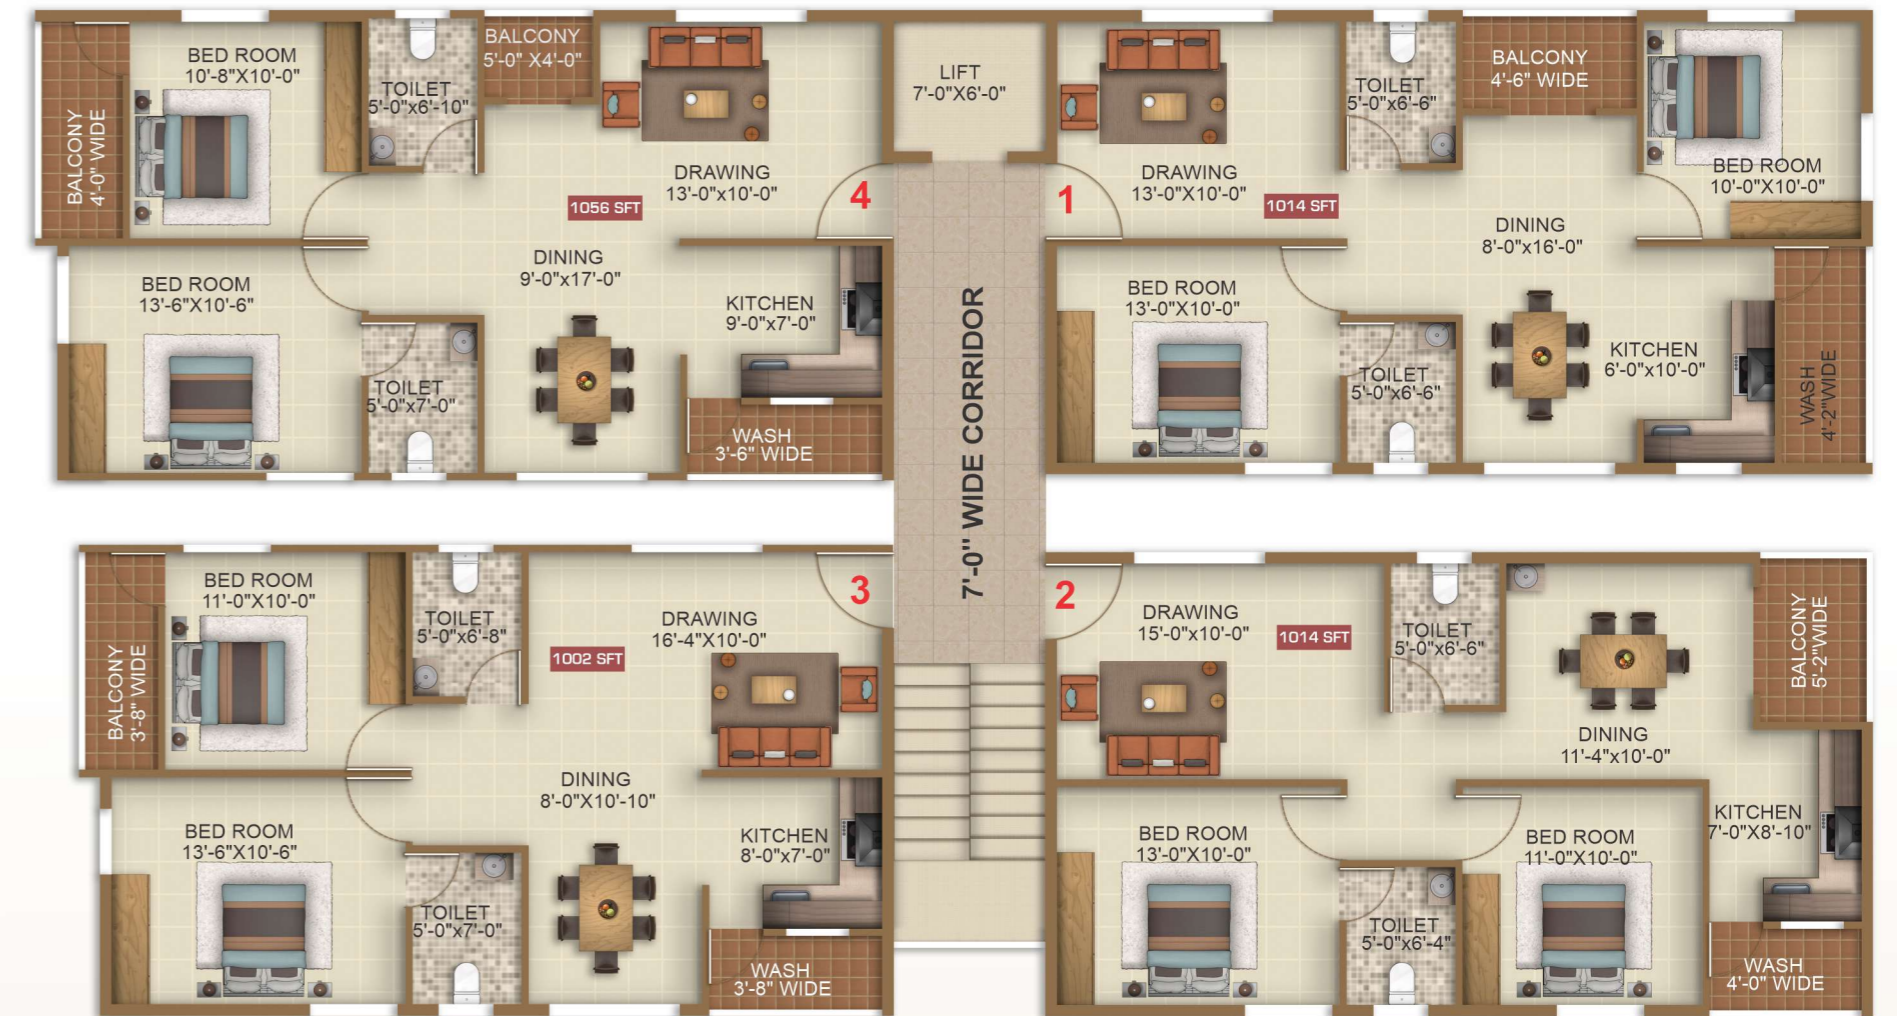 BED ROOM
10'-8"X10'-0"
BALCONY
4'-0" WIDE
TOILET
5'-0"x6'-10"
BALCONY
5'-0" X4'-0"
DRAWING
13'-0"x10'-0"
4
1056 SFT
DINING
9'-0"x17'-0"
BED ROOM
13'-6"X10'-6"
TOILET
5'-0"x7'-0"
KITCHEN
9'-0"x7'-0"
WASH
3'-6" WIDE
LIFT
7'-0"X6'-0"
7'-0" WIDE CORRIDOR
DRAWING
13'-0"X10'-0"
1
1014 SFT
TOILET
5'-0"x6'-6"
BALCONY
4'-6" WIDE
BED ROOM
10'-0"X10'-0"
DINING
8'-0"x16'-0"
BED ROOM
13'-0"X10'-0"
TOILET
5'-0"x6'-6"
KITCHEN
6'-0"x10'-0"
WASH
4'-2"WIDE
BED ROOM
11'-0"X10'-0"
BALCONY
3'-8" WIDE
TOILET
5'-0"x6'-8"
1002 SFT
DRAWING
16'-4"X10'-0"
3
DINING
8'-0"X10'-10"
BED ROOM
13'-6"X10'-6"
TOILET
5'-0"x7'-0"
KITCHEN
8'-0"x7'-0"
WASH
3'-8" WIDE
2
DRAWING
15'-0"x10'-0"
1014 SFT
TOILET
5'-0"x6'-6"
BALCONY
5'-2"WIDE
DINING
11'-4"x10'-0"
BED ROOM
13'-0"X10'-0"
BED ROOM
11'-0"X10'-0"
KITCHEN
7'-0"X8'-10"
TOILET
5'-0"x6'-4"
WASH
4'-0" WIDE